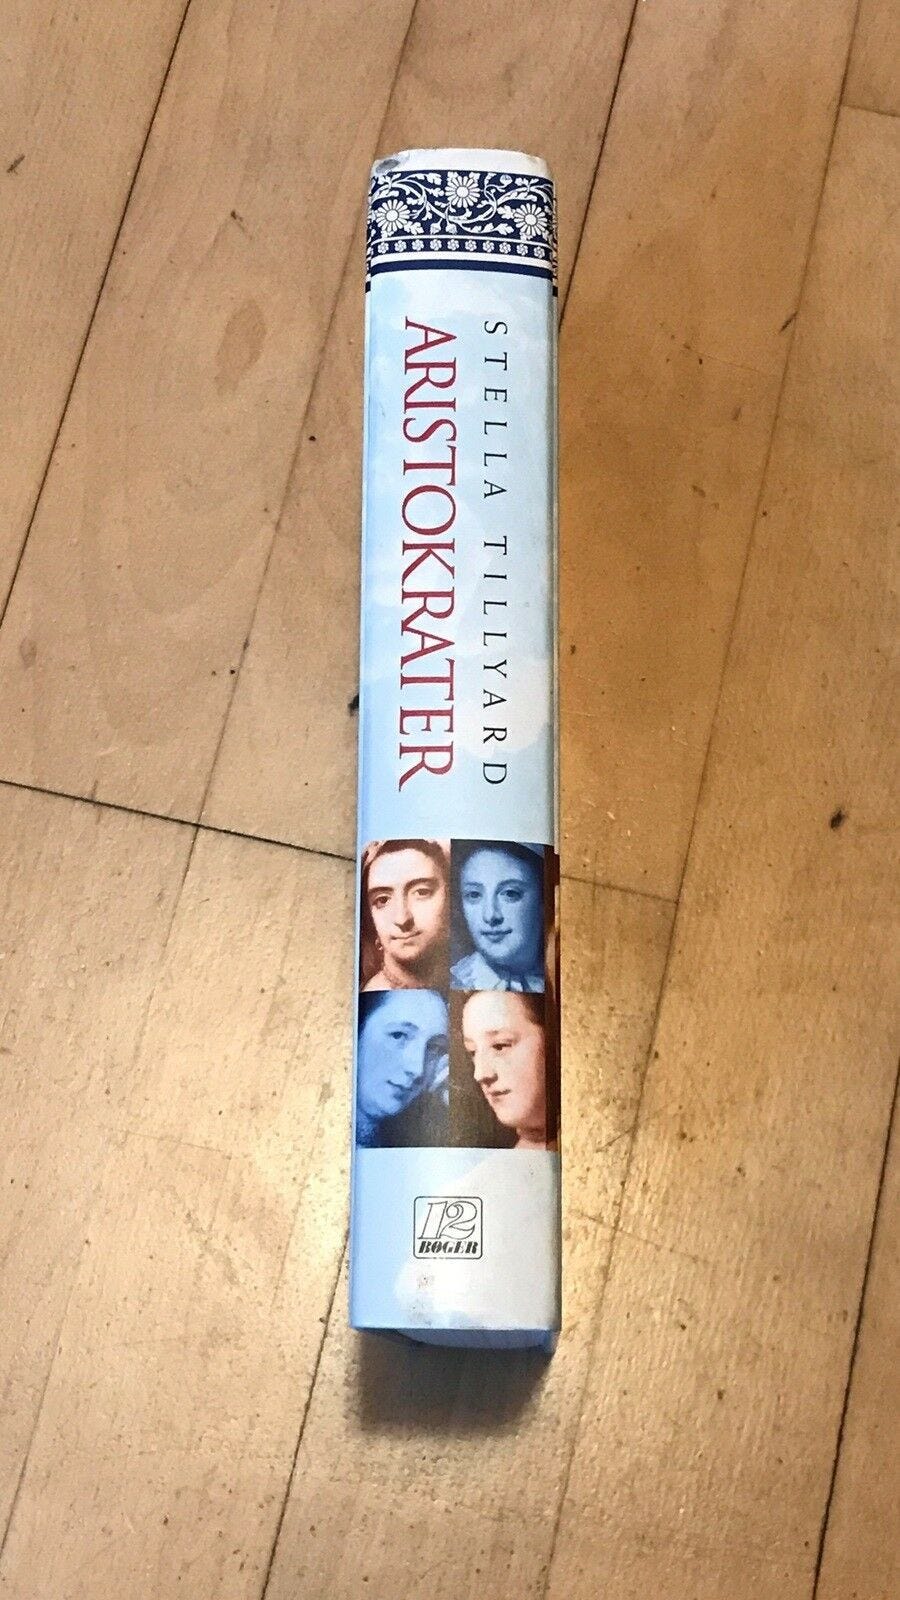 STELLA TILLYARD
ARISTOKRATER
12
BØGER